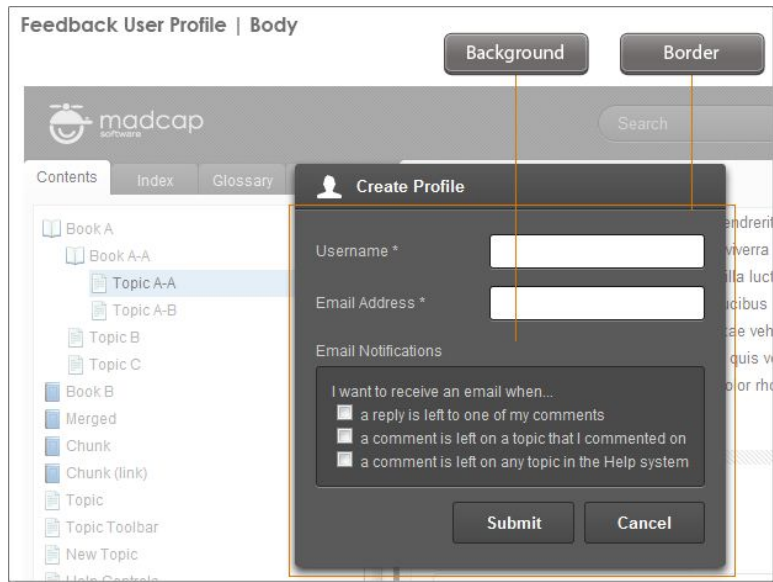 Feedback User Profile | Body
Background
Border
madcap
software
Search
Contents
Index
Glossary
Create Profile
Book A
Book A-A
Topic A-A
Topic A-B
Topic B
Topic C
Book B
Merged
Chunk
Chunk (link)
Topic
Topic Toolbar
New Topic
Help Controls
Username *
Email Address *
Email Notifications
I want to receive an email when...
a reply is left to one of my comments
a comment is left on a topic that I commented on
a comment is left on any topic in the Help system
Submit
Cancel
quis